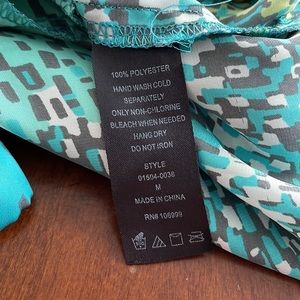 100% POLYESTER
HAND WASH COLD
SEPARATELY
ONLY NON-CHLORINE
BLEACH WHEN NEEDED
HANG DRY
DO NOT IRON
STYLE
01504-0036
M
MADE IN CHINA
RN# 106999